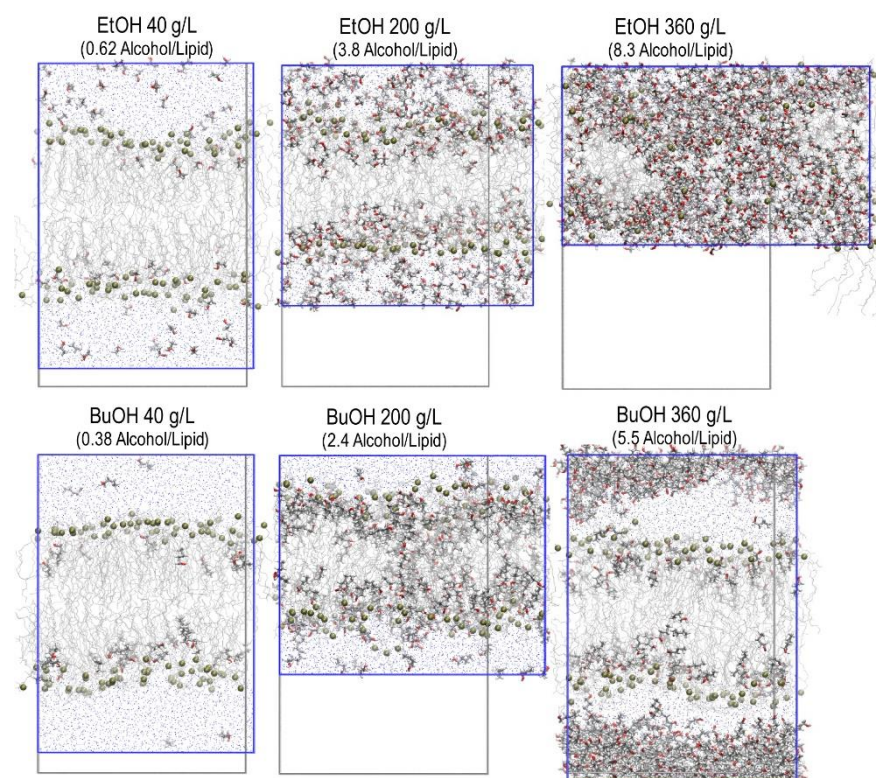 EtOH 40 g/L
(0.62 Alcohol/Lipid)
EtOH 200 g/L
(3.8 Alcohol/Lipid)
EtOH 360 g/L
(8.3 Alcohol/Lipid)
BuOH 40 g/L
(0.38 Alcohol/Lipid)
BuOH 200 g/L
(2.4 Alcohol/Lipid)
BuOH 360 g/L
(5.5 Alcohol/Lipid)